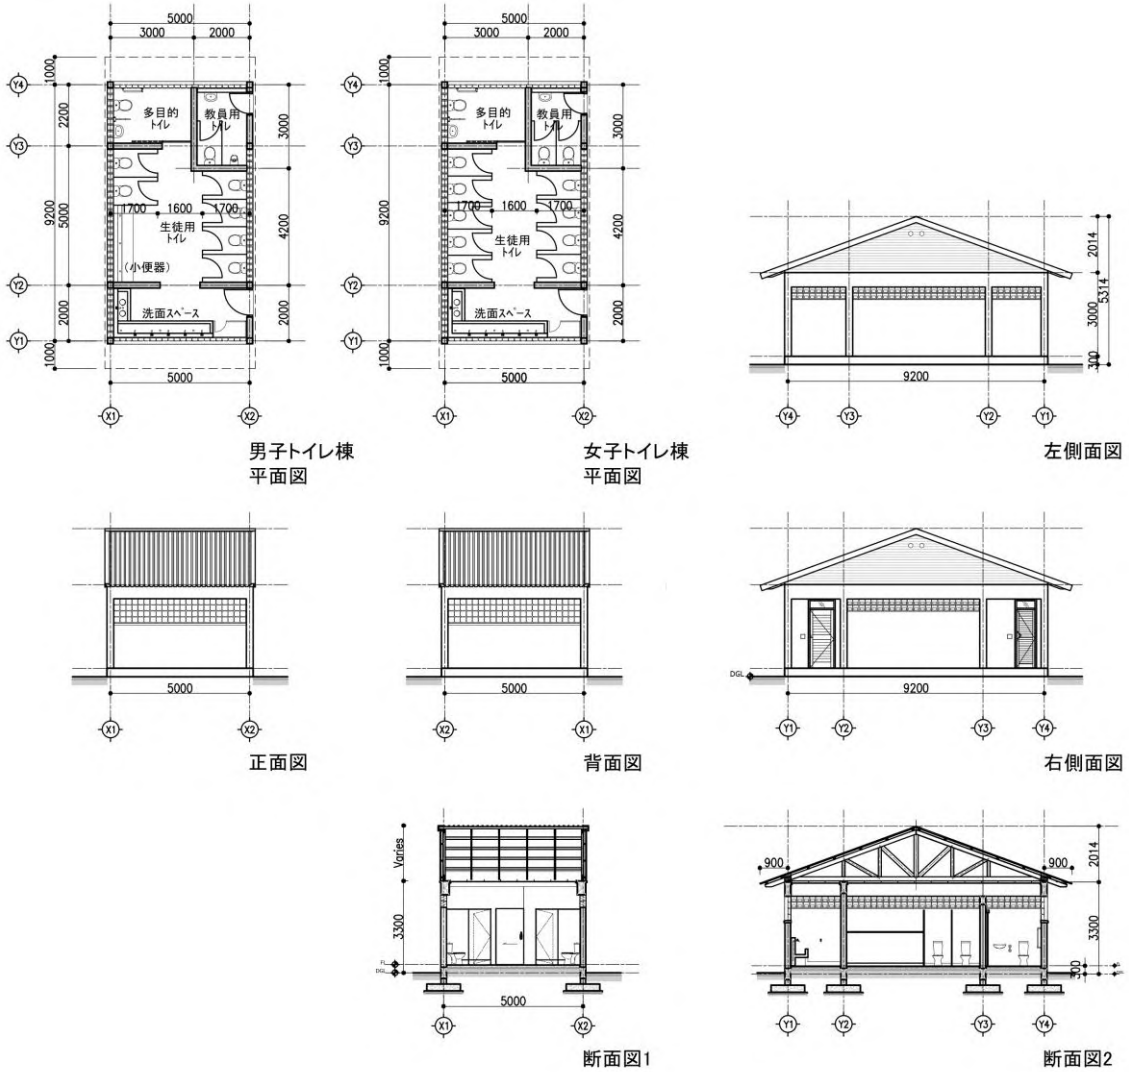 5000
3000
2000
1000
2200
9200
5000
2000
1000
3000
4200
2000
Y4
Y3
Y2
Y1
多目的
トイレ
教員用
トイレ
1700
1600
1700
生徒用
トイレ
(小便器)
洗面スペース
5000
X1
X2
男子トイレ棟
平面図
5000
3000
2000
1000
9200
1000
3000
4200
2000
Y4
Y3
Y2
Y1
多目的
トイレ
教員用
トイレ
1700
1600
1700
生徒用
トイレ
洗面スペース
5000
X1
X2
女子トイレ棟
平面図
2014
5314
3000
300
9200
Y4
Y3
Y2
Y1
左側面図
5000
X1
X2
正面図
5000
X2
X1
背面図
DGL
9200
Y1
Y2
Y3
Y4
右側面図
Varies
3300
FL
DGL
5000
X1
X2
断面図1
900
900
2014
3300
300
Y1
Y2
Y3
Y4
断面図2